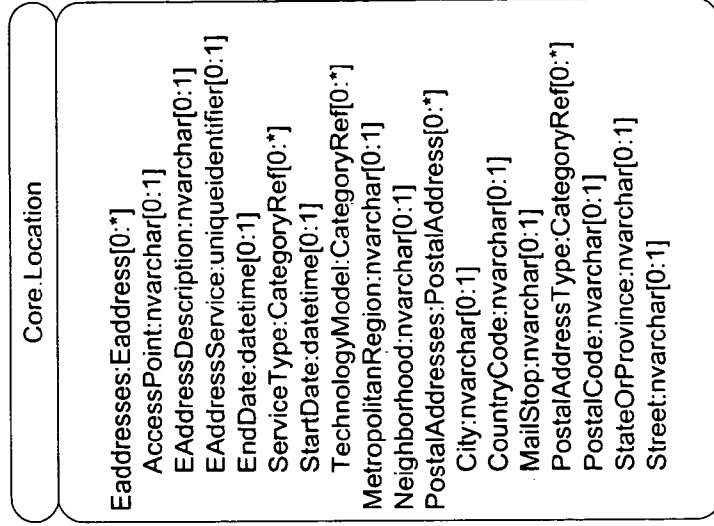 Core.Location
Eaddresses:Eaddress[0:*]
AccessPoint:nvarchar[0:1]
EAddressDescription:nvarchar[0:1]
EAddressService:uniqueidentifier[0:1]
EndDate:datetime[0:1]
ServiceType:CategoryRef[0:*]
StartDate:datetime[0:1]
TechnologyModel:CategoryRef[0:*]
MetropolitanRegion:nvarchar[0:1]
Neighborhood:nvarchar[0:1]
PostalAddresses:PostalAddress[0:*]
City:nvarchar[0:1]
CountryCode:nvarchar[0:1]
MailStop:nvarchar[0:1]
PostalAddressType:CategoryRef[0:*]
PostalCode:nvarchar[0:1]
StateOrProvince:nvarchar[0:1]
Street:nvarchar[0:1]